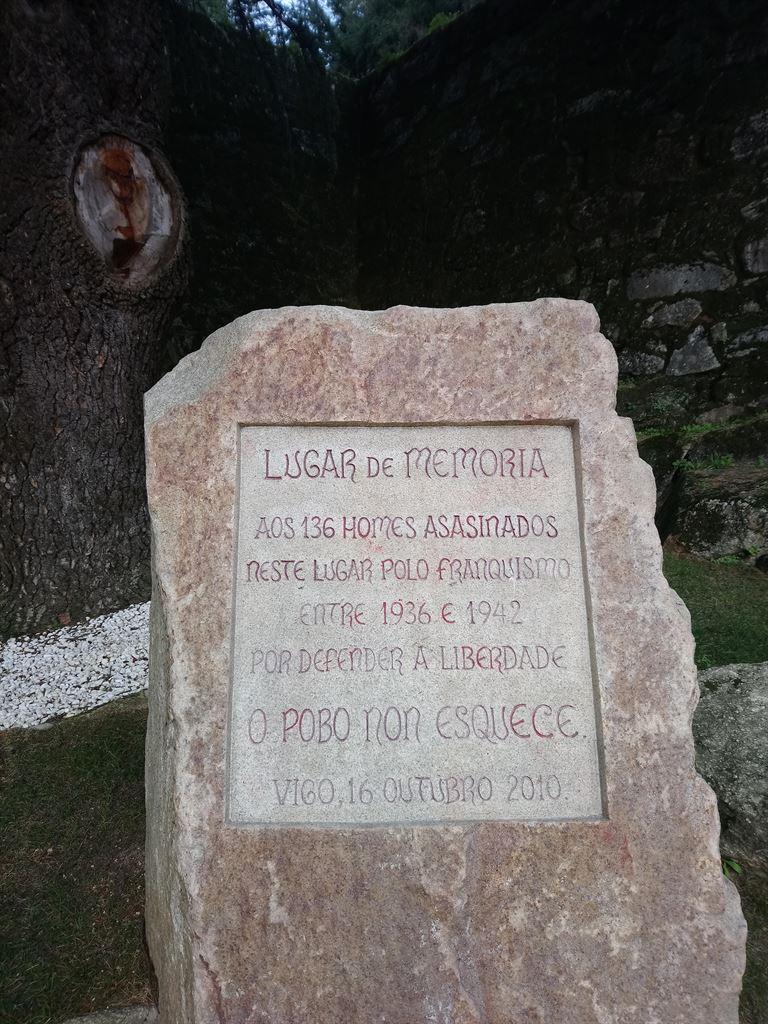 LUGAR DE MEMORIA
AOS 136 HOMES ASASINADOS
NESTE LUGAR POLO FRANQUISMO
ENTRE 1936 E 1942
POR DEFENDER A LIBERDADE
O POBO NON ESQUECE.
VIGO, 16 OUTUBRO 2010.